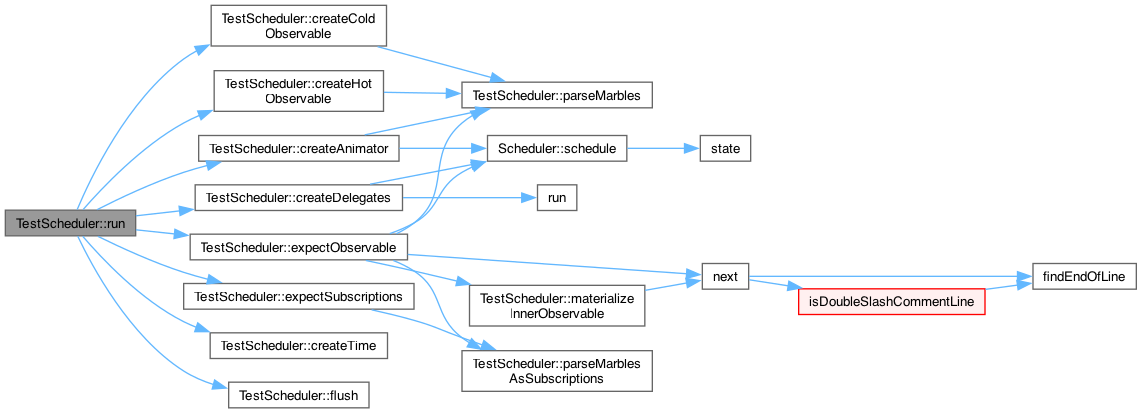 TestScheduler::run
TestScheduler::createCold
Observable
TestScheduler::createHot
Observable
TestScheduler::createAnimator
TestScheduler::createDelegates
TestScheduler::expectObservable
TestScheduler::expectSubscriptions
TestScheduler::createTime
TestScheduler::flush
TestScheduler::parseMarbles
Scheduler::schedule
run
TestScheduler::materialize
InnerObservable
TestScheduler::parseMarbles
AsSubscriptions
state
next
isDoubleSlashCommentLine
findEndOfLine